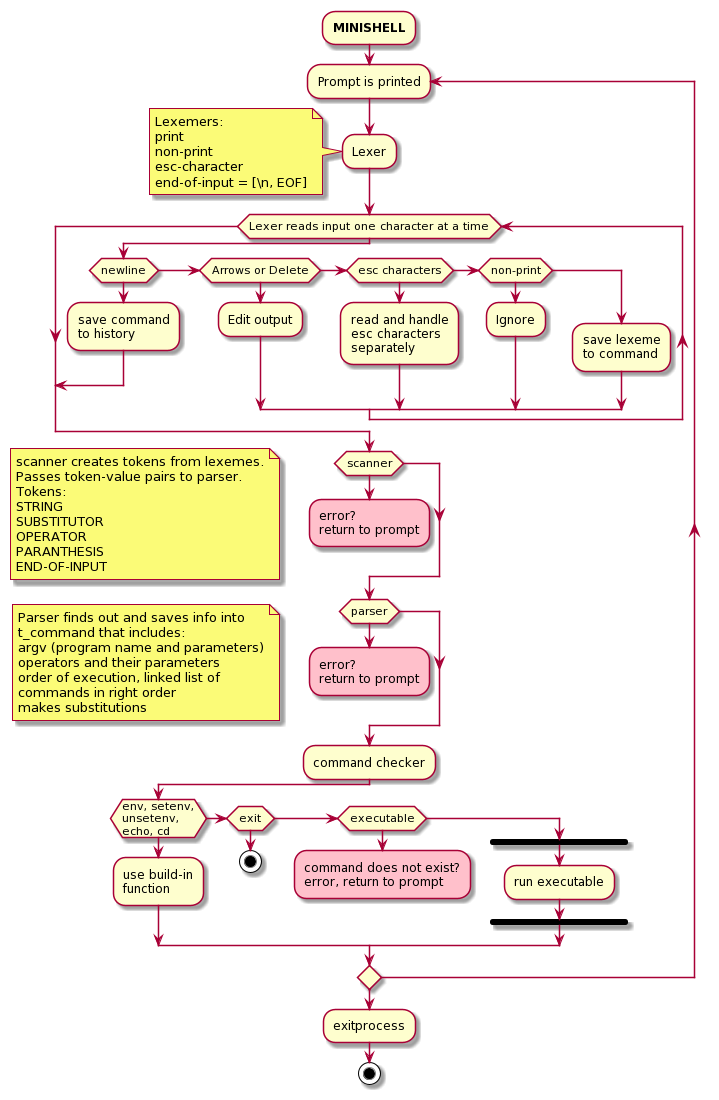 MINISHELL
Prompt is printed
Lexemers:
print
non-print
esc-character
end-of-input = [\n, EOF]
Lexer
Lexer reads input one character at a time
newline
Arrows or Delete
esc characters
non-print
save command
to history
Edit output
read and handle
esc characters
separately
Ignore
save lexeme
to command
scanner creates tokens from lexemes.
Passes token-value pairs to parser.
Tokens:
STRING
SUBSTITUTOR
OPERATOR
PARANTHESIS
END-OF-INPUT
scanner
error?
return to prompt
Parser finds out and saves info into
t_command that includes:
argv (program name and parameters)
operators and their parameters
order of execution, linked list of
commands in right order
makes substitutions
parser
error?
return to prompt
command checker
env, setenv,
unsetenv,
echo, cd
exit
executable
use build-in
function
command does not exist?
error, return to prompt
run executable
exitprocess